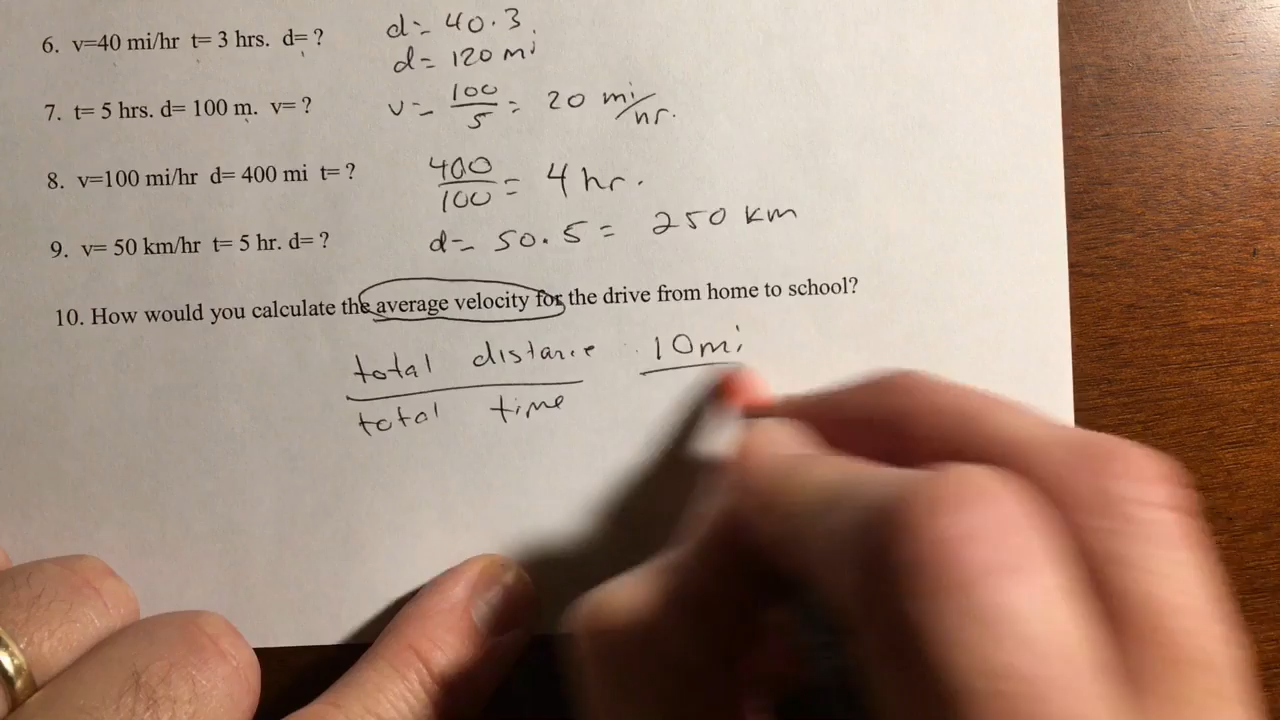 6. v=40 mi/hr t= 3 hrs. d= ? d= 40.3
d= 120 mi
7. t= 5 hrs. d= 100 m. v= ? v= 100/5 = 20 mi/hr.
8. v=100 mi/hr d= 400 mi t= ? 400/100 = 4 hr.
9. v= 50 km/hr t= 5 hr. d= ? d= 50.5 = 250 km
10. How would you calculate the average velocity for the drive from home to school?
total distance 10mi
total time